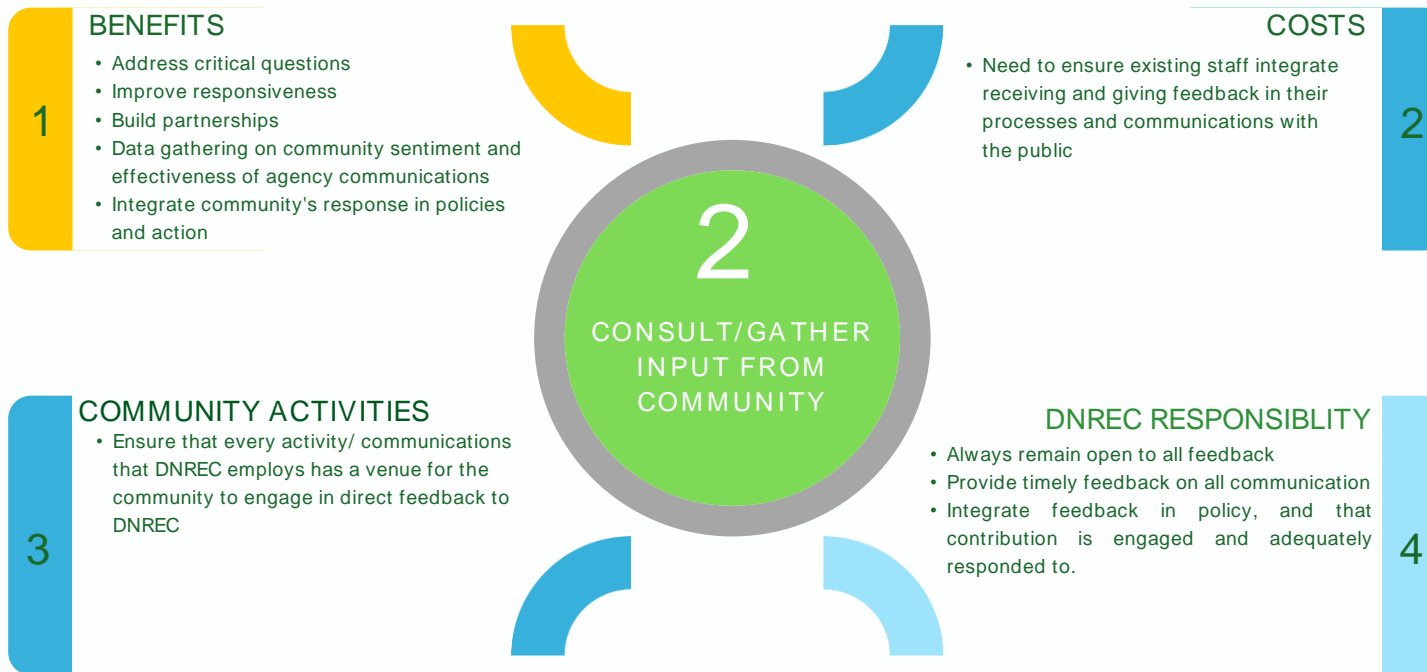 1
BENEFITS
• Address critical questions
• Improve responsiveness
• Build partnerships
• Data gathering on community sentiment and
effectiveness of agency communications
• Integrate community's response in policies
and action
COSTS
• Need to ensure existing staff integrate
receiving and giving feedback in their
processes and communications with
the public
2
2
CONSULT/GATHER
INPUT FROM
COMMUNITY
3
COMMUNITY ACTIVITIES
• Ensure that every activity/ communications
that DNREC employs has a venue for the
community to engage in direct feedback to
DNREC
DNREC RESPONSIBLITY
• Always remain open to all feedback
• Provide timely feedback on all communication
• Integrate feedback in policy, and that
contribution is engaged and adequately
responded to.
4